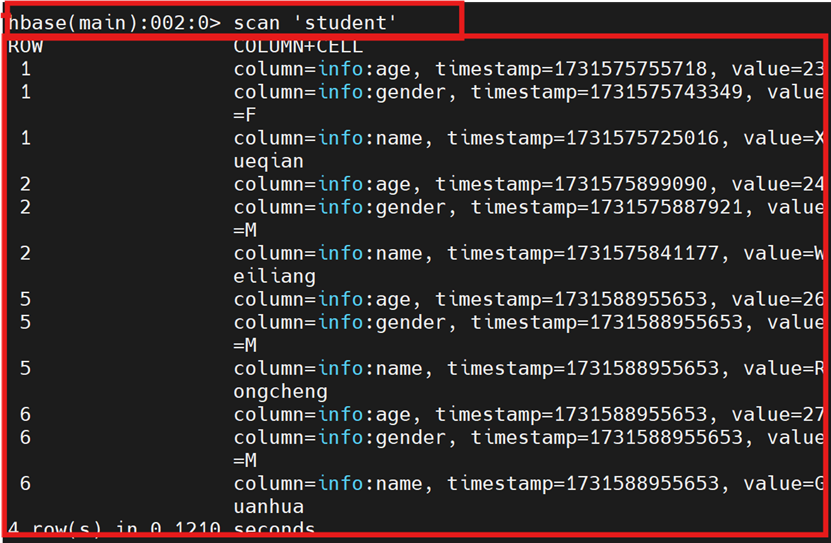 hbase(main):002:0> scan 'student'
ROW COLUMN+CELL
1 column=info:age, timestamp=1731575755718, value=23
1 column=info:gender, timestamp=1731575743349, value
=F
1 column=info:name, timestamp=1731575725016, value=X
ueqian
2 column=info:age, timestamp=1731575899090, value=24
2 column=info:gender, timestamp=1731575887921, value
=M
2 column=info:name, timestamp=1731575841177, value=W
eiliang
5 column=info:age, timestamp=1731588955653, value=26
5 column=info:gender, timestamp=1731588955653, value
=M
5 column=info:name, timestamp=1731588955653, value=R
ongcheng
6 column=info:age, timestamp=1731588955653, value=27
6 column=info:gender, timestamp=1731588955653, value
=M
6 column=info:name, timestamp=1731588955653, value=G
uanhua
4 row(s) in 0.1210 seconds